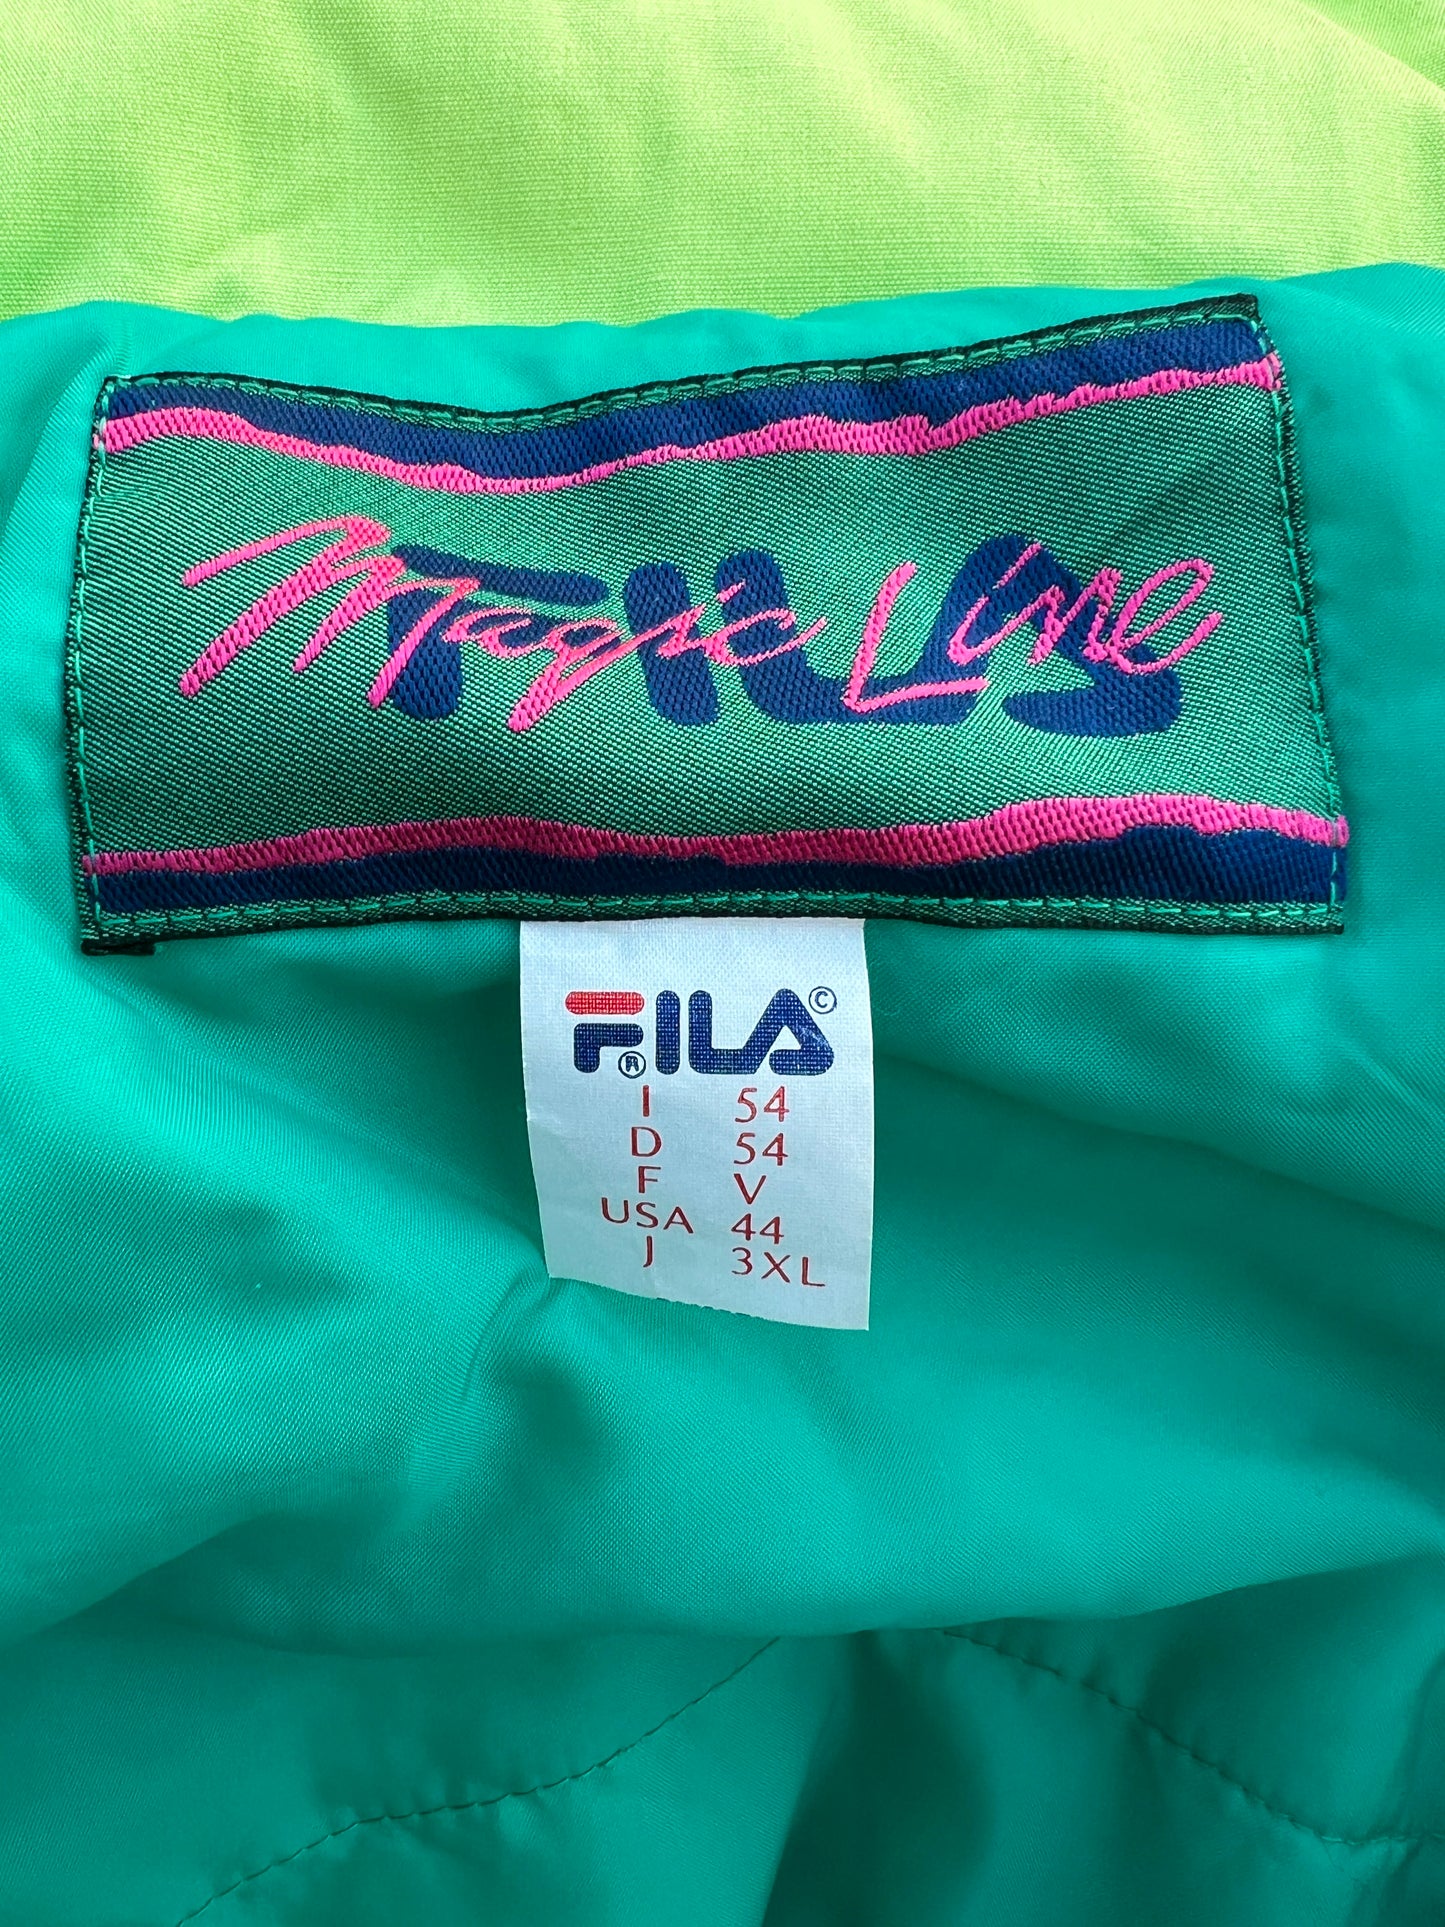 FILA
Magic Line
FILA©
®
I 54
D 54
F V
USA 44
J 3XL